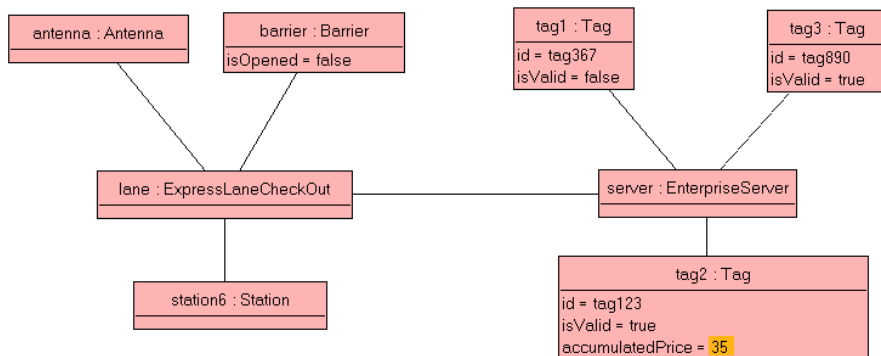 antenna : Antenna
barrier : Barrier
isOpened = false
tag1 : Tag
id = tag367
isValid = false
tag3 : Tag
id = tag890
isValid = true
lane : ExpressLaneCheckOut
server : EnterpriseServer
station6 : Station
tag2 : Tag
id = tag123
isValid = true
accumulatedPrice = 35